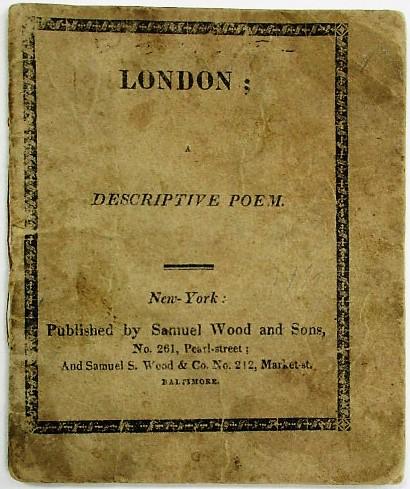 LONDON ;
A
DESCRIPTIVE POEM.
New-York :
Published by Samuel Wood and Sons,
No. 261, Pearl-street ;
And Samuel S. Wood & Co. No. 212, Market-st.
BALTIMORE.